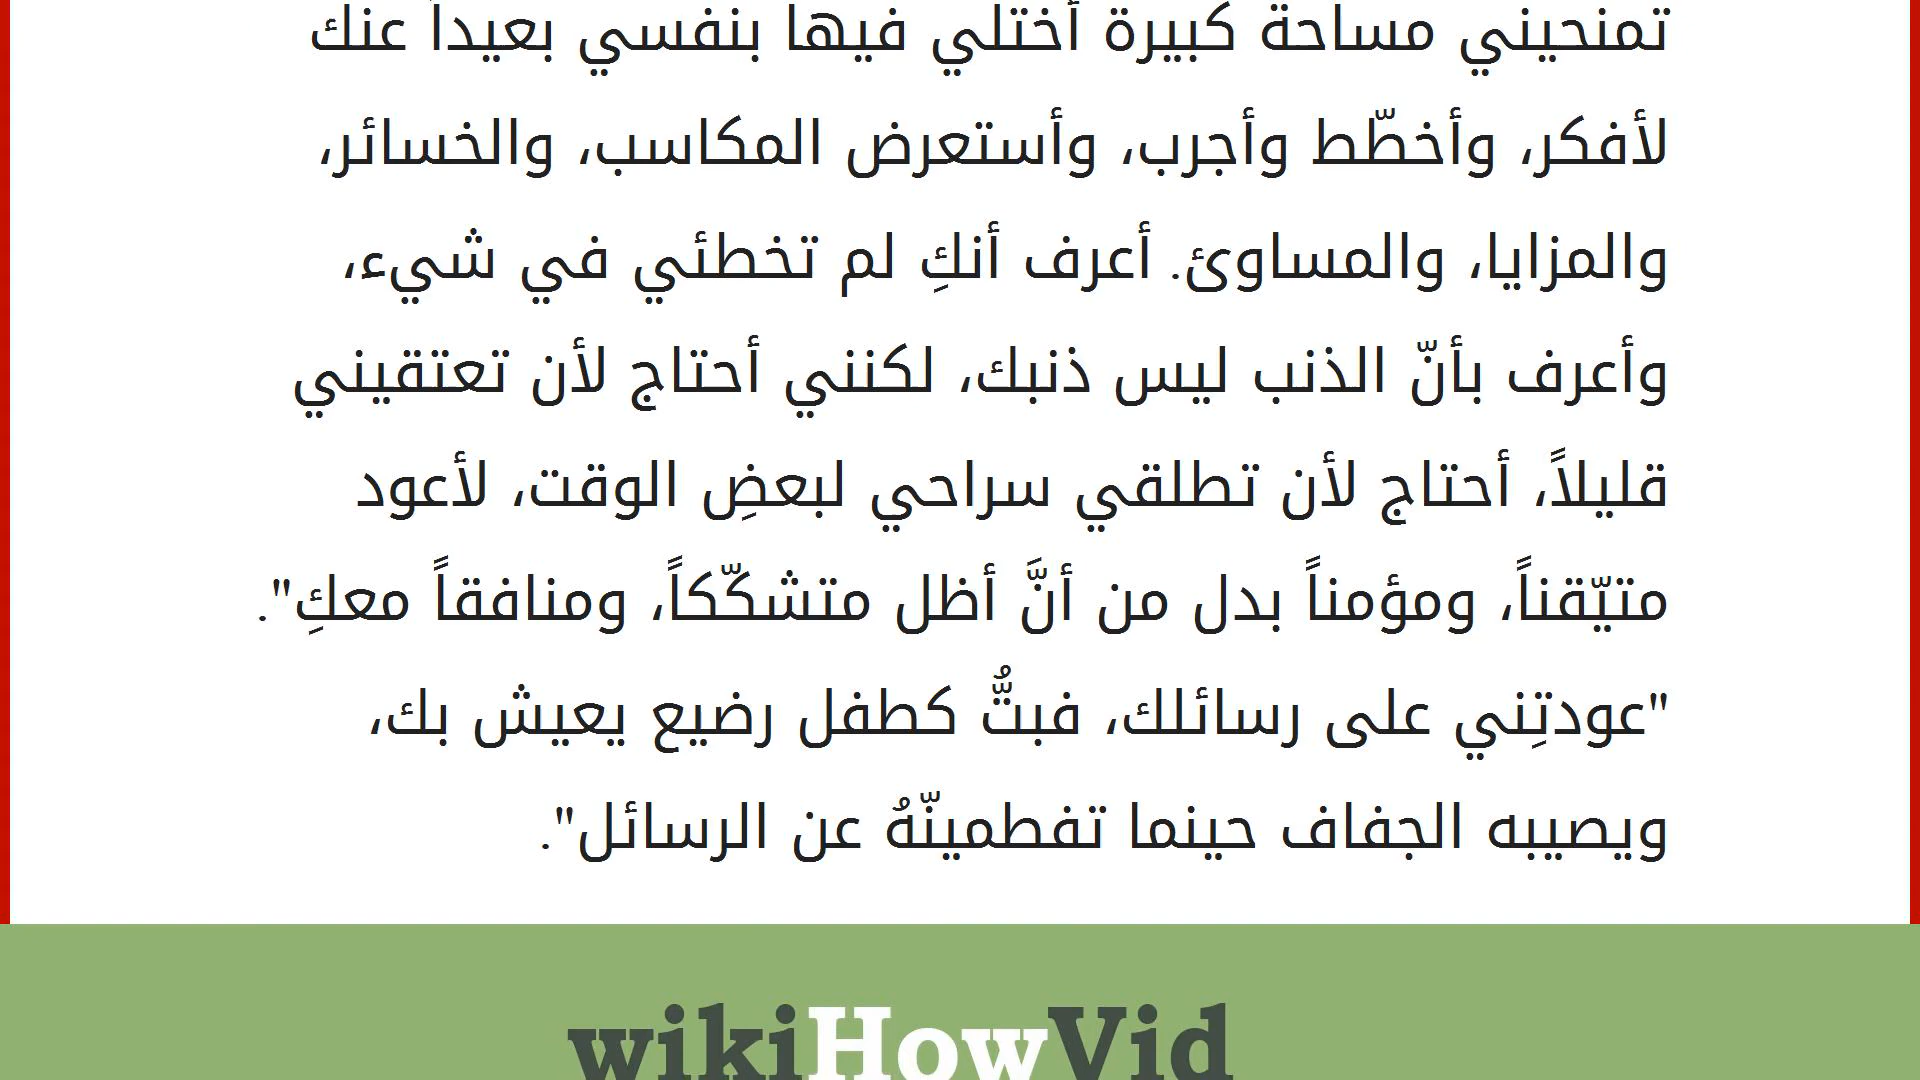 تمنحيني مساحة كبيرة أختلي فيها بنفسي بعيداً عنك
لأفكر، وأخطّط وأجرب، وأستعرض المكاسب، والخسائر،
والمزايا، والمساوئ. أعرف أنكِ لم تخطئي في شيء،
وأعرف بأنّ الذنب ليس ذنبك، لكنني أحتاج لأن تعتقيني
قليلاً، أحتاج لأن تطلقي سراحي لبعضِ الوقت، لأعود
متيّقناً، ومؤمناً بدل من أنَّ أظل متشكّكاً، ومنافقاً معكِ".
"عودتِني على رسائلك، فبتُّ كطفل رضيع يعيش بك،
ويصيبه الجفاف حينما تفطمينّهُ عن الرسائل".
wikiHowVid